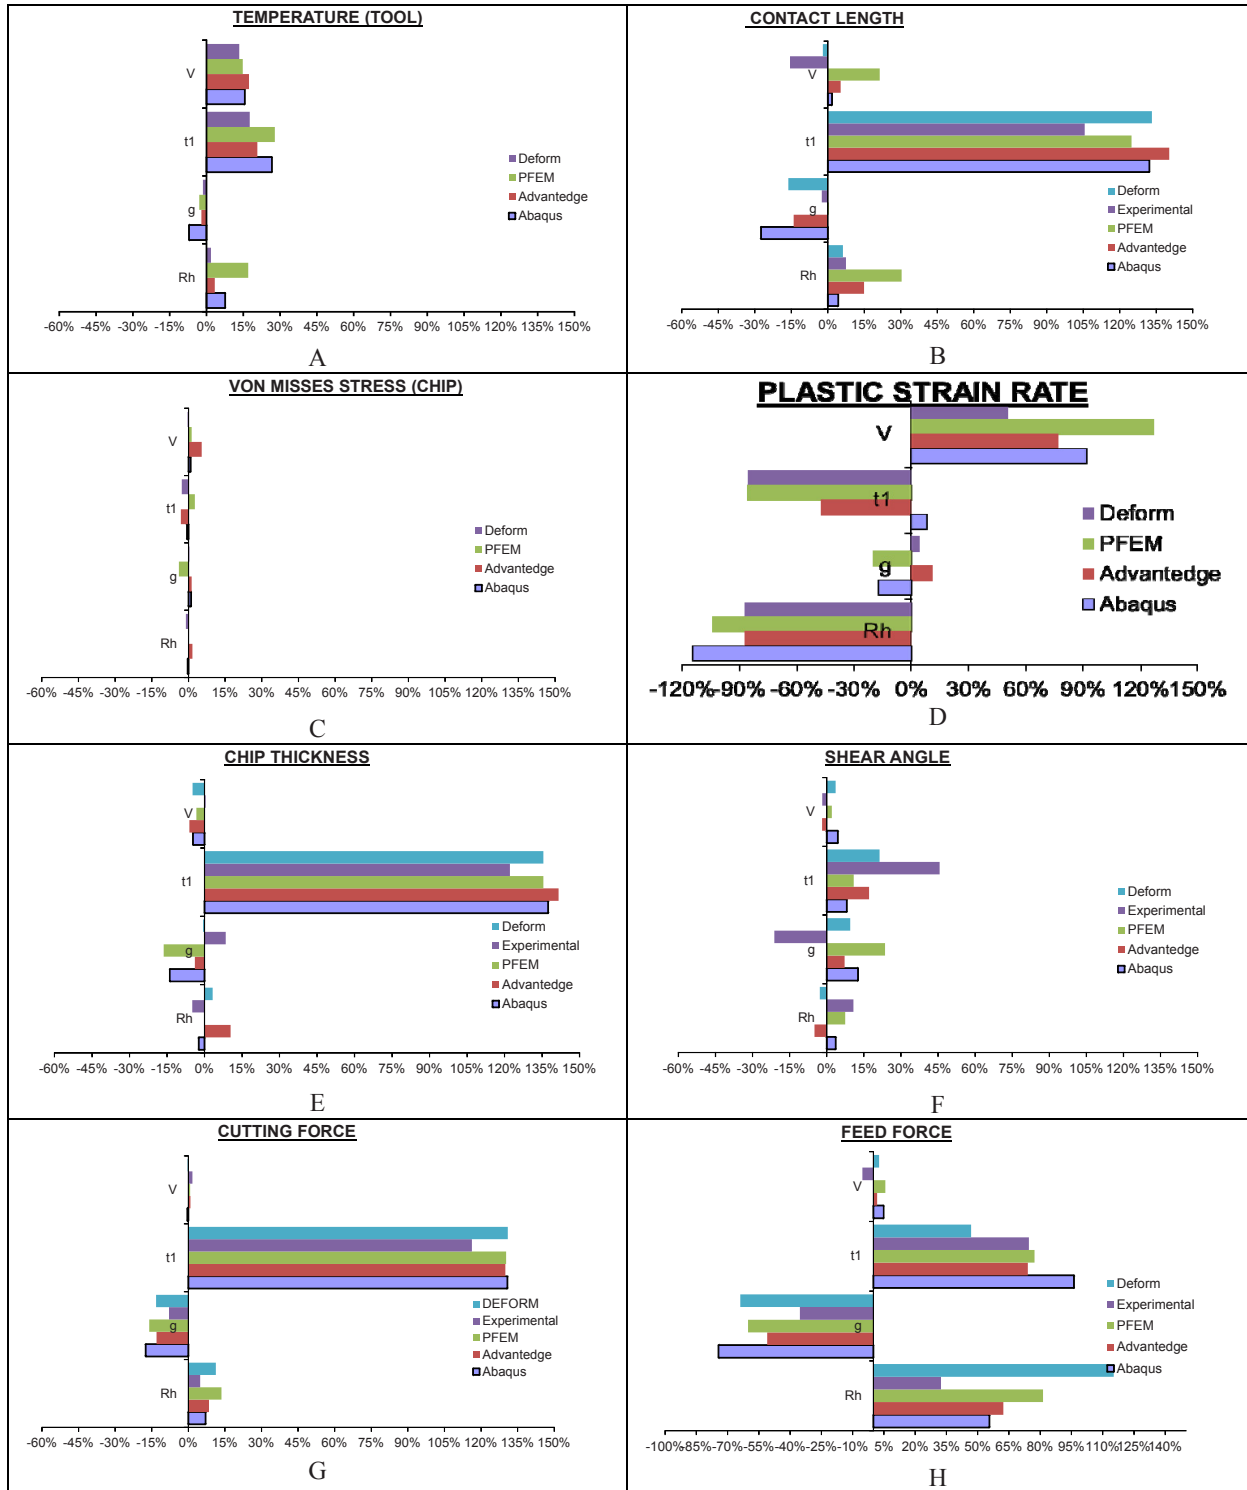 TEMPERATURE (TOOL)
V
t1
g
Rh
Deform
PFEM
Advantedge
Abaqus
-60% -45% -30% -15% 0% 15% 30% 45% 60% 75% 90% 105% 120% 135% 150%
A
CONTACT LENGTH
V
t1
g
Rh
Deform
Experimental
PFEM
Advantedge
Abaqus
-60% -45% -30% -15% 0% 15% 30% 45% 60% 75% 90% 105% 120% 135% 150%
B
VON MISSES STRESS (CHIP)
V
t1
g
Rh
Deform
PFEM
Advantedge
Abaqus
-60% -45% -30% -15% 0% 15% 30% 45% 60% 75% 90% 105% 120% 135% 150%
C
PLASTIC STRAIN RATE
V
t1
g
Rh
Deform
PFEM
Advantedge
Abaqus
-120% -90% -60% -30% 0% 30% 60% 90% 120% 150%
D
CHIP THICKNESS
V
t1
g
Rh
Deform
Experimental
PFEM
Advantedge
Abaqus
-60% -45% -30% -15% 0% 15% 30% 45% 60% 75% 90% 105% 120% 135% 150%
E
SHEAR ANGLE
V
t1
g
Rh
Deform
Experimental
PFEM
Advantedge
Abaqus
-60% -45% -30% -15% 0% 15% 30% 45% 60% 75% 90% 105% 120% 135% 150%
F
CUTTING FORCE
V
t1
g
Rh
DEFORM
Experimental
PFEM
Advantedge
Abaqus
-60% -45% -30% -15% 0% 15% 30% 45% 60% 75% 90% 105% 120% 135% 150%
G
FEED FORCE
V
t1
g
Rh
Deform
Experimental
PFEM
Advantedge
Abaqus
-100% -85% -70% -55% -40% -25% -10% 5% 20% 35% 50% 65% 80% 95% 110% 125% 140%
H